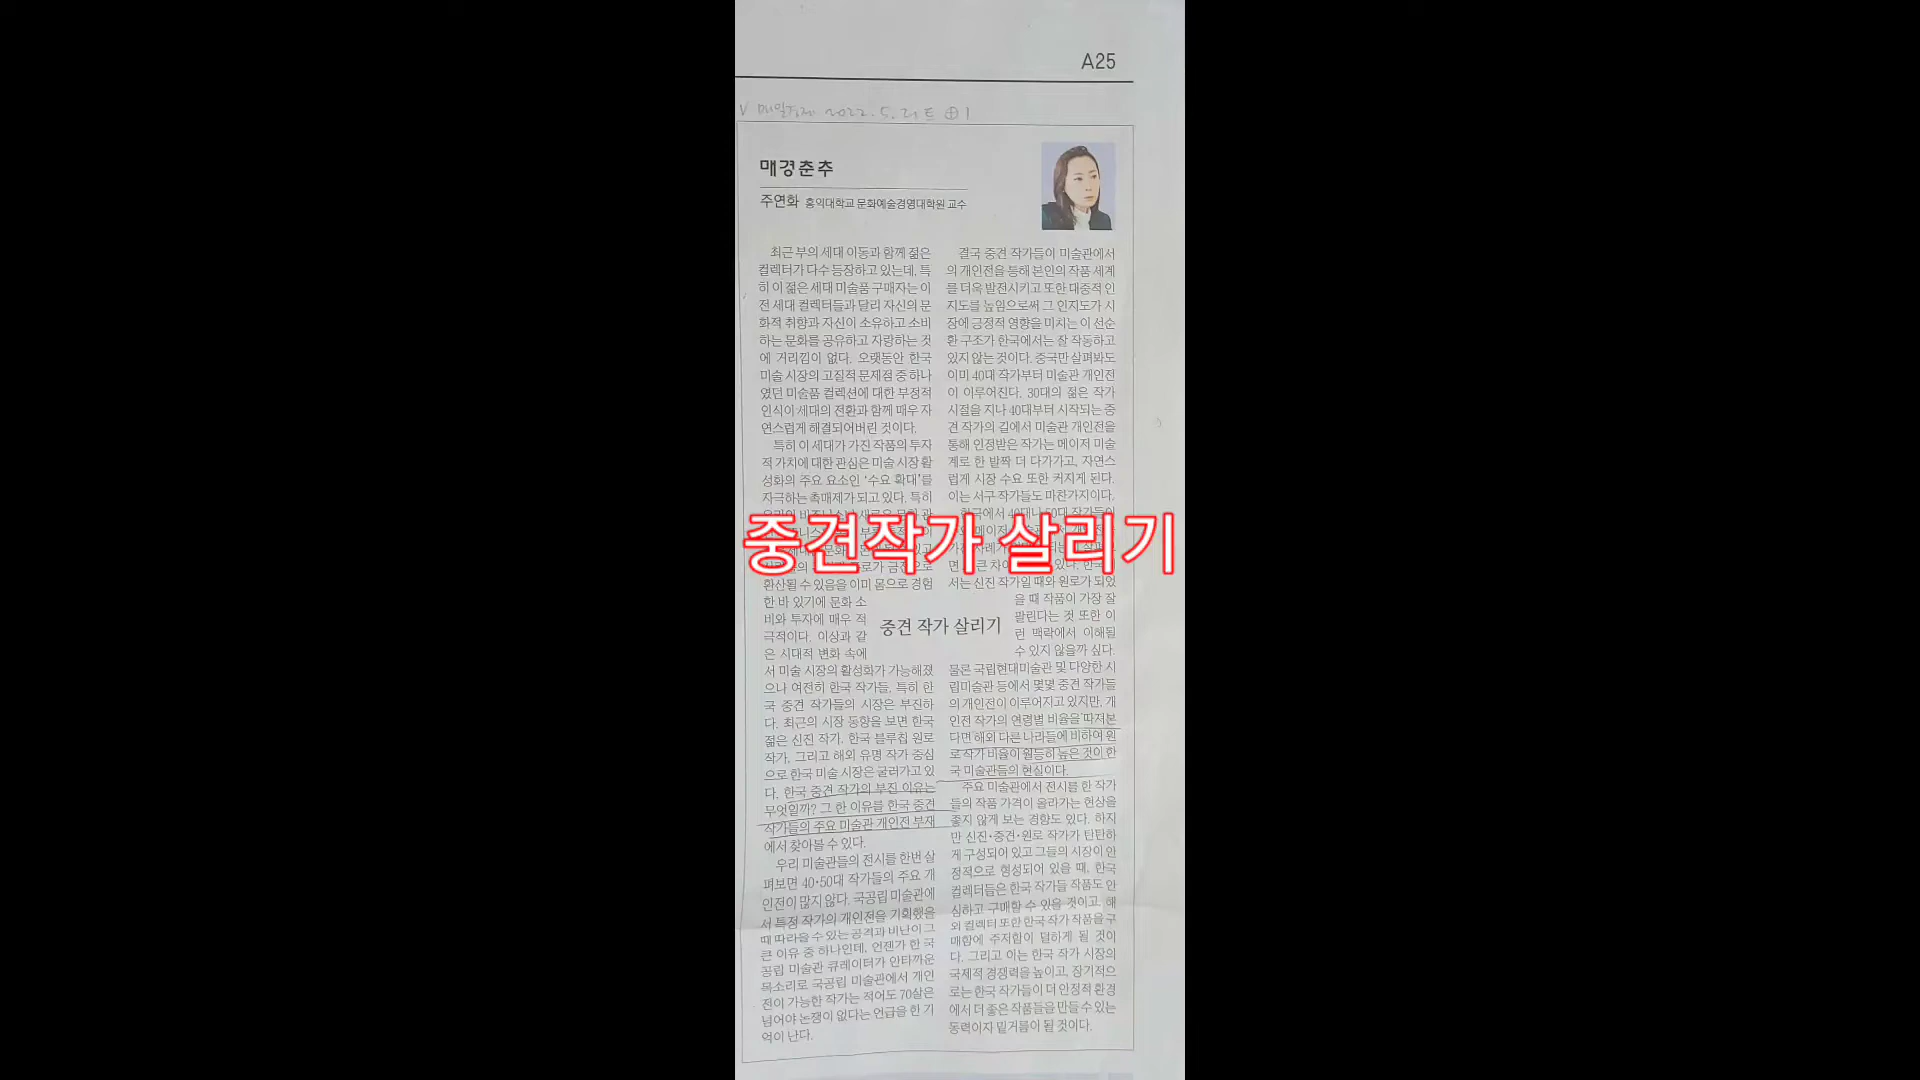 A25
매일경제 2022. 5. 21 토
매경춘추
주연화 홍익대학교 문화예술경영대학원 교수
최근 부의 세대 이동과 함께 젊은
컬렉터가 다수 등장하고 있는데, 특
히 이 젊은 세대 미술품 구매자는 이
전 세대 컬렉터들과 달리 자신의 문
화적 취향과 자신이 소유하고 소비
하는 문화를 공유하고 자랑하는 것
에 거리낌이 없다. 오랫동안 한국
미술 시장의 고질적 문제점 중 하나
였던 미술품 컬렉션에 대한 부정적
인식이 세대의 전환과 함께 매우 자
연스럽게 해결되어버린 것이다.
특히 이 세대가 가진 작품의 투자
적 가치에 대한 관심은 미술 시장 활
성화의 주요 요소인 '수요 확대'를
자극하는 촉매제가 되고 있다. 특히
환산될 수 있음을 이미 몸으로 경험
한 바 있기에 문화 소
비와 투자에 매우 적
극적이다. 이상과 같
은 시대적 변화 속에
서 미술 시장의 활성화가 가능해졌
으나 여전히 한국 작가들, 특히 한
국 중견 작가들의 시장은 부진하
다. 최근의 시장 동향을 보면 한국
젊은 신진 작가, 한국 블루칩 원로
작가, 그리고 해외 유명 작가 중심
으로 한국 미술 시장은 굴러가고 있
다. 한국 중견 작가의 부진 이유는
무엇일까? 그 한 이유를 한국 중견
작가들의 주요 미술관 개인전 부재
에서 찾아볼 수 있다.
우리 미술관들의 전시를 한번 살
펴보면 40·50대 작가들의 주요 개
인전이 많지 않다. 국공립 미술관에
서 특정 작가의 개인전을 기획했을
때 따라올 수 있는 공격과 비난이 그
큰 이유 중 하나인데, 언젠가 한 국
공립 미술관 큐레이터가 안타까운
목소리로 국공립 미술관에서 개인
전이 가능한 작가는 적어도 70살은
넘어야 논쟁이 없다는 언급을 한 기
억이 난다.
중견작가 살리기
중견 작가 살리기
결국 중견 작가들이 미술관에서
의 개인전을 통해 본인의 작품 세계
를 더욱 발전시키고 또한 대중적 인
지도를 높임으로써 그 인지도가 시
장에 긍정적 영향을 미치는 이 선순
환 구조가 한국에서는 잘 작동하고
있지 않는 것이다. 중국만 살펴봐도
이미 40대 작가부터 미술관 개인전
이 이루어진다. 30대의 젊은 작가
시절을 지나 40대부터 시작되는 중
견 작가의 길에서 미술관 개인전을
통해 인정받은 작가는 메이저 미술
계로 한 발짝 더 다가가고, 자연스
럽게 시장 수요 또한 커지게 된다.
이는 서구 작가들도 마찬가지이다.
서는 신진 작가일 때와 원로가 되었
을 때 작품이 가장 잘
팔린다는 것 또한 이
런 맥락에서 이해될
수 있지 않을까 싶다.
물론 국립현대미술관 및 다양한 시
립미술관 등에서 몇몇 중견 작가들
의 개인전이 이루어지고 있지만, 개
인전 작가의 연령별 비율을 따져본
다면 해외 다른 나라들에 비하여 원
로 작가 비율이 월등히 높은 것이 한
국 미술관들의 현실이다.
주요 미술관에서 전시를 한 작가
들의 작품 가격이 올라가는 현상을
좋지 않게 보는 경향도 있다. 하지
만 신진·중견·원로 작가가 탄탄하
게 구성되어 있고 그들의 시장이 안
정적으로 형성되어 있을 때, 한국
컬렉터들은 한국 작가들 작품도 안
심하고 구매할 수 있을 것이고, 해
외 컬렉터 또한 한국 작가 작품을 구
매함에 주저함이 덜하게 될 것이
다. 그리고 이는 한국 작가 시장의
국제적 경쟁력을 높이고, 장기적으
로는 한국 작가들이 더 안정적 환경
에서 더 좋은 작품들을 만들 수 있는
동력이자 밑거름이 될 것이다.